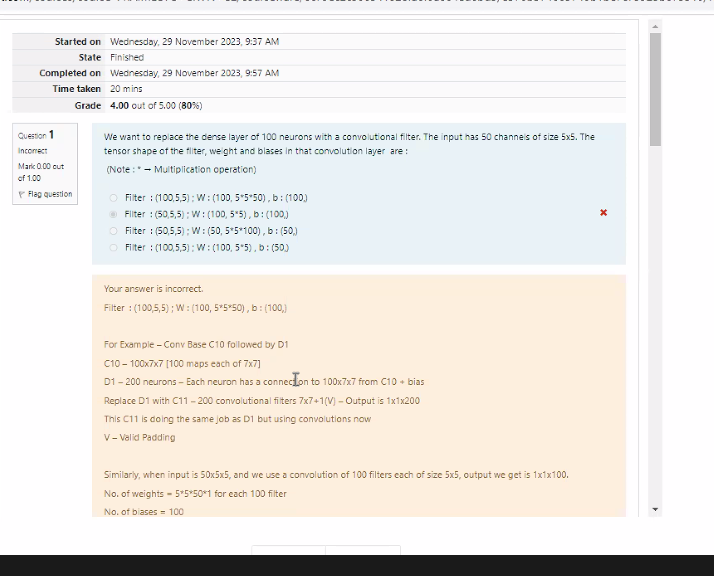 Started on Wednesday, 29 November 2023, 9:37 AM
State Finished
Completed on Wednesday, 29 November 2023, 9:57 AM
Time taken 20 mins
Grade 4.00 out of 5.00 (80%)
Question 1
Incorrect
Mark 0.00 out
of 1.00
Flag question
We want to replace the dense layer of 100 neurons with a convolutional filter. The input has 50 channels of size 5x5. The
tensor shape of the filter, weight and biases in that convolution layer are :
(Note : * → Multiplication operation)
Filter : (100,5,5) ; W : (100, 5*5*50) , b : (100,)
Filter : (50,5,5) ; W : (100, 5*5) , b : (100,)
Filter : (50,5,5) ; W : (50, 5*5*100) , b : (50,)
Filter : (100,5,5) ; W : (100, 5*5) , b : (50,)
Your answer is incorrect.
Filter : (100,5,5) ; W : (100, 5*5*50) , b : (100,)
For Example – Conv Base C10 followed by D1
C10 – 100x7x7 [100 maps each of 7x7]
D1 – 200 neurons – Each neuron has a connection to 100x7x7 from C10 + bias
Replace D1 with C11 – 200 convolutional filters 7x7+1(V) – Output is 1x1x200
This C11 is doing the same job as D1 but using convolutions now
V – Valid Padding
Similarly, when input is 50x5x5, and we use a convolution of 100 filters each of size 5x5, output we get is 1x1x100.
No. of weights = 5*5*50*1 for each 100 filter
No. of biases = 100